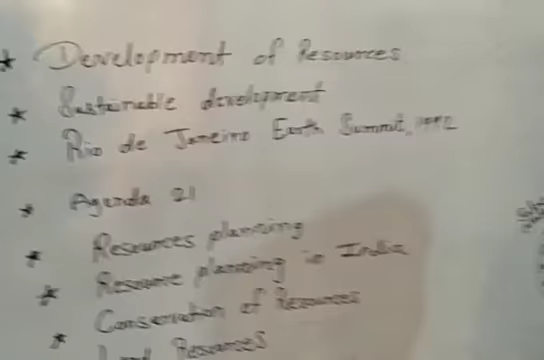 * Development of Resources
* Sustainable development
* Rio de Janeiro Earth Summit, 1992
* Agenda 21
* Resources planning
* Resource planning in India
* Conservation of Resources
Land Resources